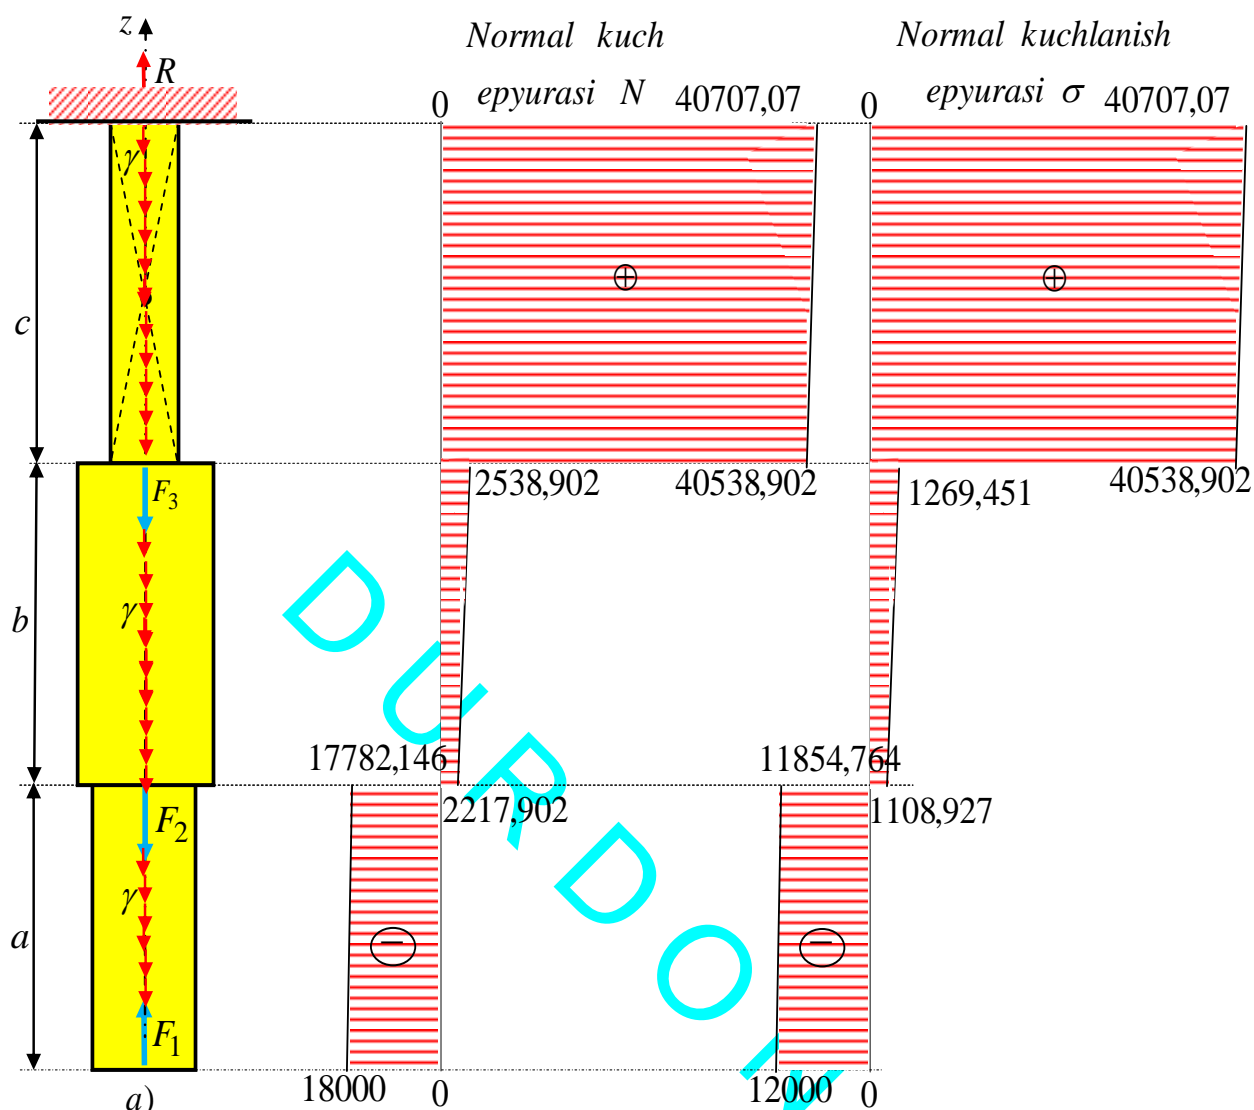 z
R
Normal kuch
epyurasi N
Normal kuchlanish
epyurasi σ
0
40707,07
0
40707,07
γ
c
2538,902
40538,902
1269,451
40538,902
F3
γ
b
17782,146
11854,764
2217,902
1108,927
F2
γ
a
F1
18000
0
12000
0
a)
DURDO